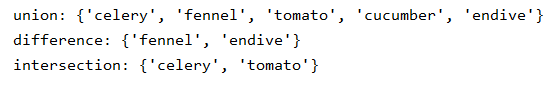 union: {'celery', 'fennel', 'tomato', 'cucumber', 'endive'}
difference: {'fennel', 'endive'}
intersection: {'celery', 'tomato'}